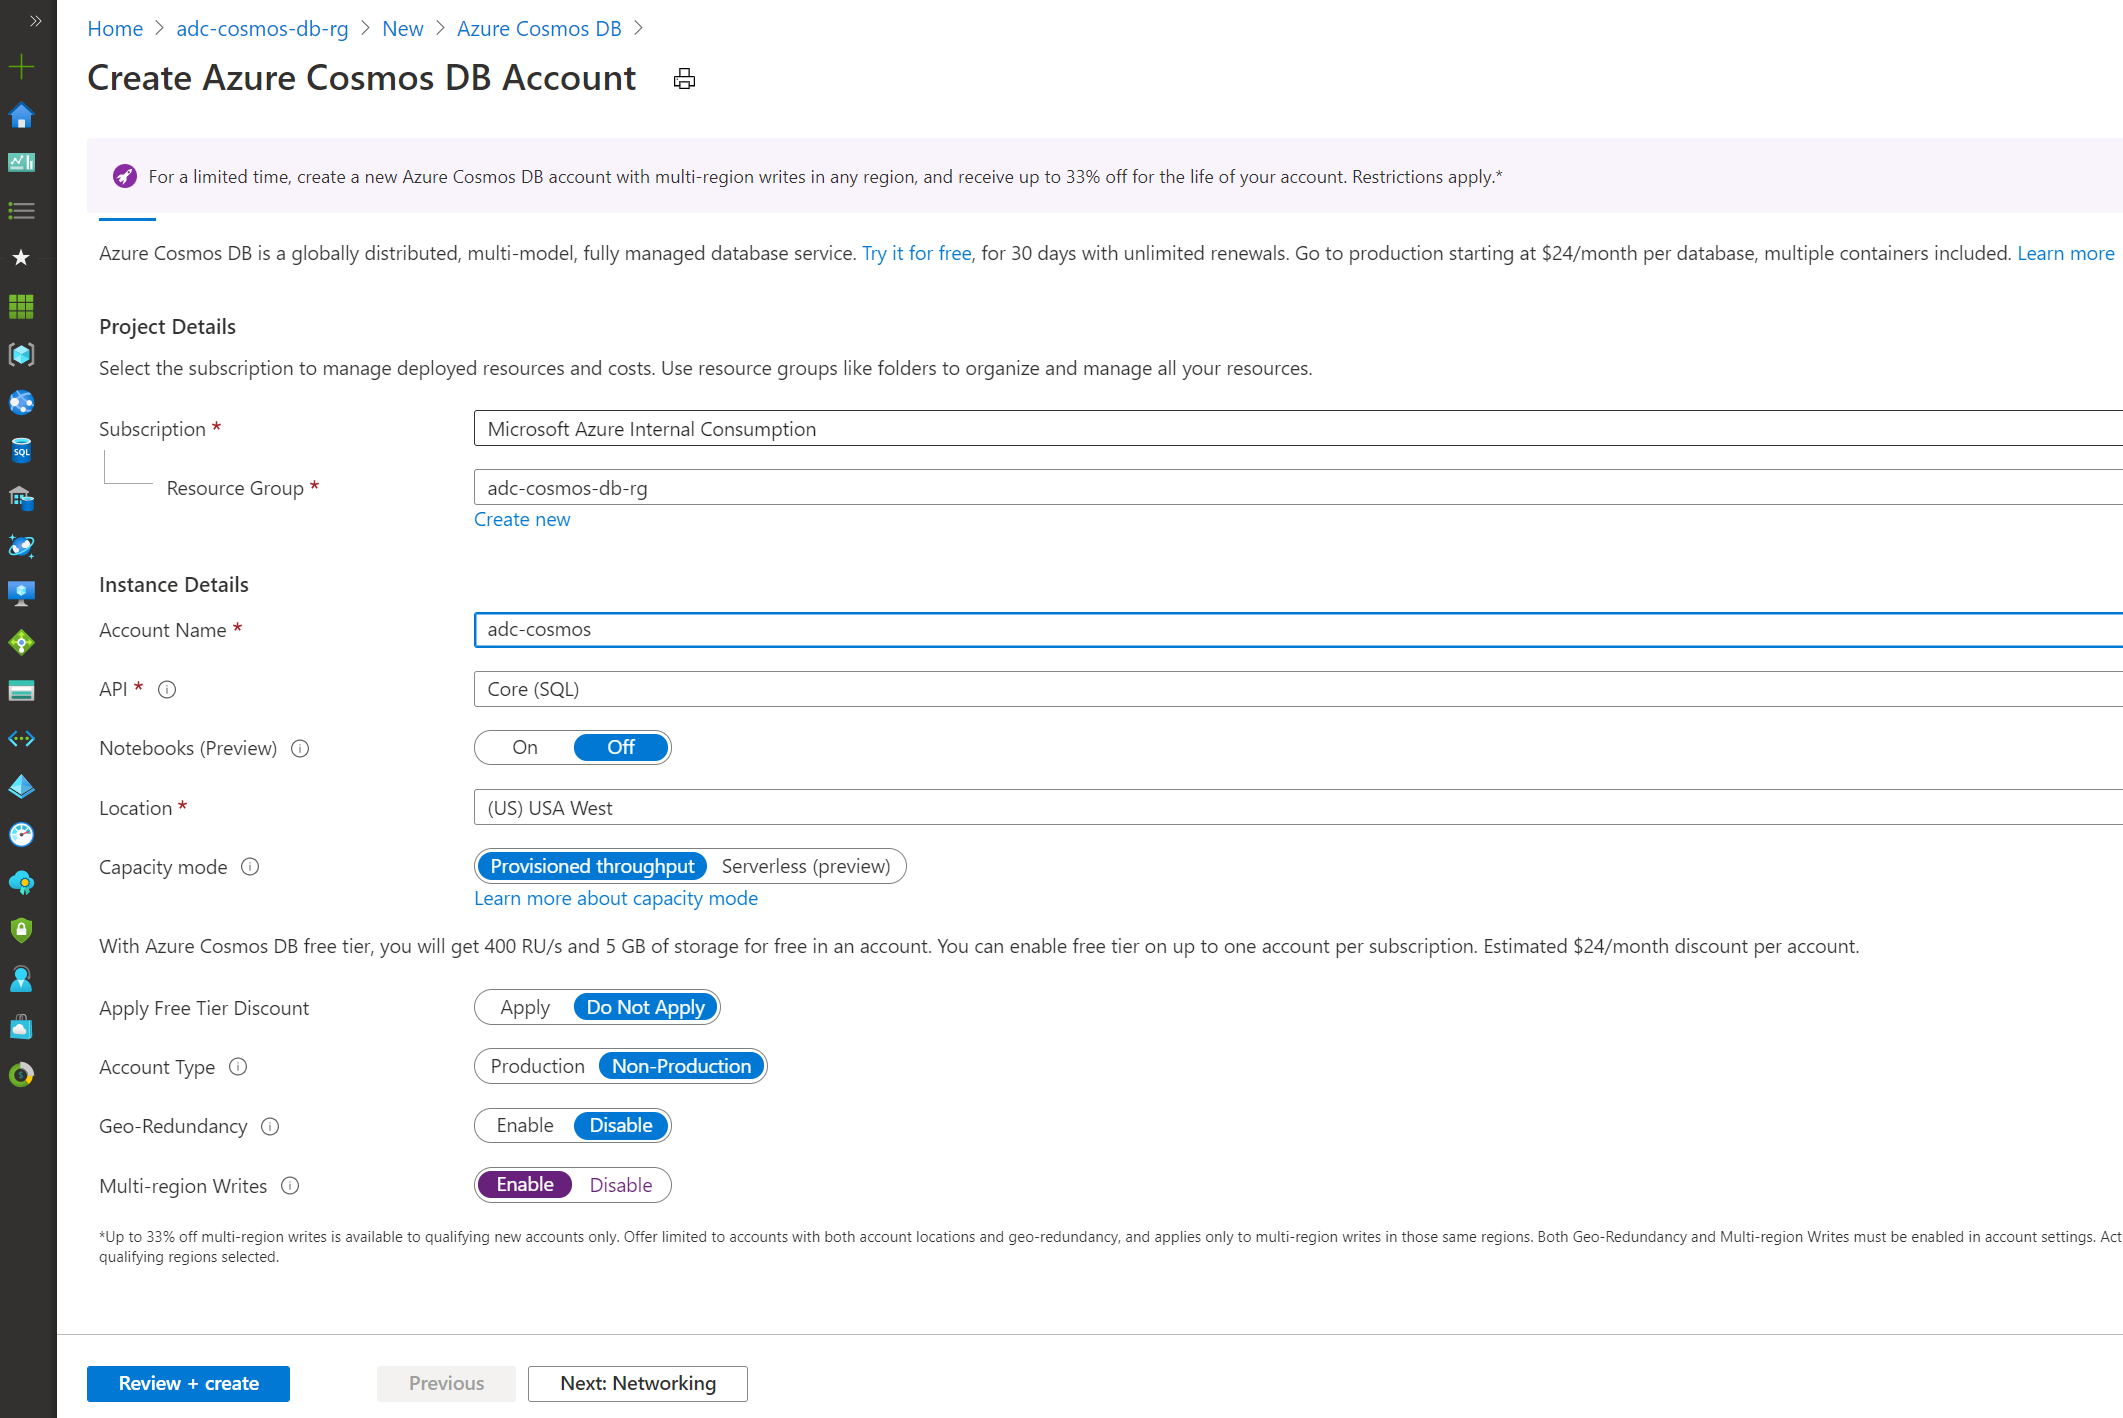 Home > adc-cosmos-db-rg > New > Azure Cosmos DB >
Create Azure Cosmos DB Account
For a limited time, create a new Azure Cosmos DB account with multi-region writes in any region, and receive up to 33% off for the life of your account. Restrictions apply.*
Azure Cosmos DB is a globally distributed, multi-model, fully managed database service. Try it for free, for 30 days with unlimited renewals. Go to production starting at $24/month per database, multiple containers included. Learn more
Project Details
Select the subscription to manage deployed resources and costs. Use resource groups like folders to organize and manage all your resources.
Subscription * Microsoft Azure Internal Consumption
Resource Group * adc-cosmos-db-rg
Create new
Instance Details
Account Name * adc-cosmos
API * Core (SQL)
Notebooks (Preview) On Off
Location * (US) USA West
Capacity mode Provisioned throughput Serverless (preview)
Learn more about capacity mode
With Azure Cosmos DB free tier, you will get 400 RU/s and 5 GB of storage for free in an account. You can enable free tier on up to one account per subscription. Estimated $24/month discount per account.
Apply Free Tier Discount Apply Do Not Apply
Account Type Production Non-Production
Geo-Redundancy Enable Disable
Multi-region Writes Enable Disable
*Up to 33% off multi-region writes is available to qualifying new accounts only. Offer limited to accounts with both account locations and geo-redundancy, and applies only to multi-region writes in those same regions. Both Geo-Redundancy and Multi-region Writes must be enabled in account settings. Act
qualifying regions selected.
Review + create Previous Next: Networking